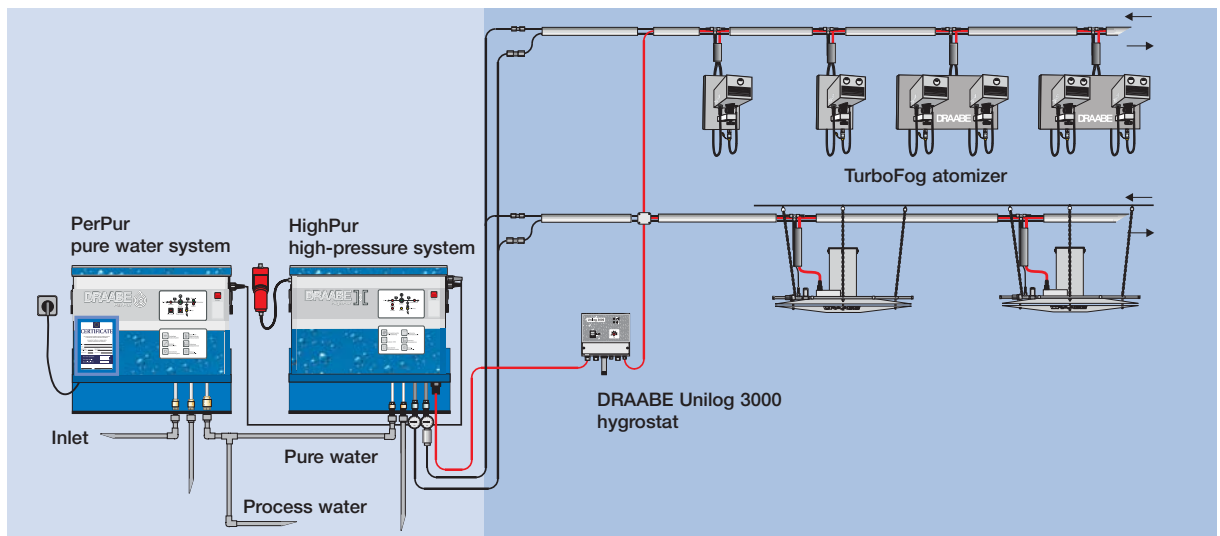 DRAABE
DRAABE
TurboFog atomizer
PerPur
pure water system
HighPur
high-pressure system
DRAABE
DRAABE
CERTIFICATE
DRAABE Unilog 3000
hygrostat
Inlet
Pure water
Process water